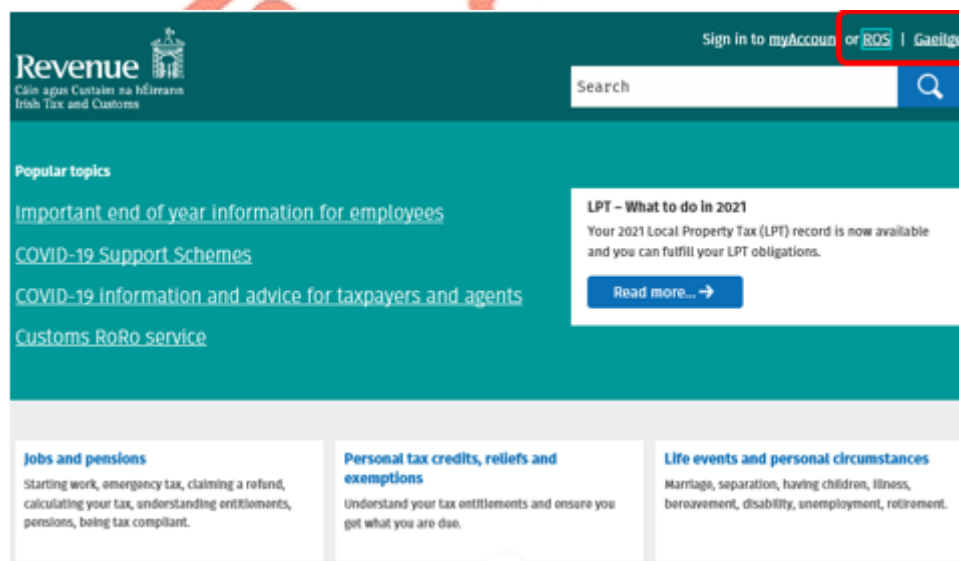 Sign in to myAccoun or ROS | Gaeilge
Revenue
Cáin agus Custaim na hÉireann
Irish Tax and Customs
Search
Popular topics
Important end of year information for employees
COVID-19 Support Schemes
COVID-19 information and advice for taxpayers and agents
Customs RoRo service
LPT – What to do in 2021
Your 2021 Local Property Tax (LPT) record is now available
and you can fulfill your LPT obligations.
Read more... →
Jobs and pensions
Starting work, emergency tax, claiming a refund,
calculating your tax, understanding entitlements,
pensions, being tax compliant.
Personal tax credits, reliefs and
exemptions
Understand your tax entitlements and ensure you
get what you are due.
Life events and personal circumstances
Marriage, separation, having children, illness,
bereavement, disability, unemployment, retirement.